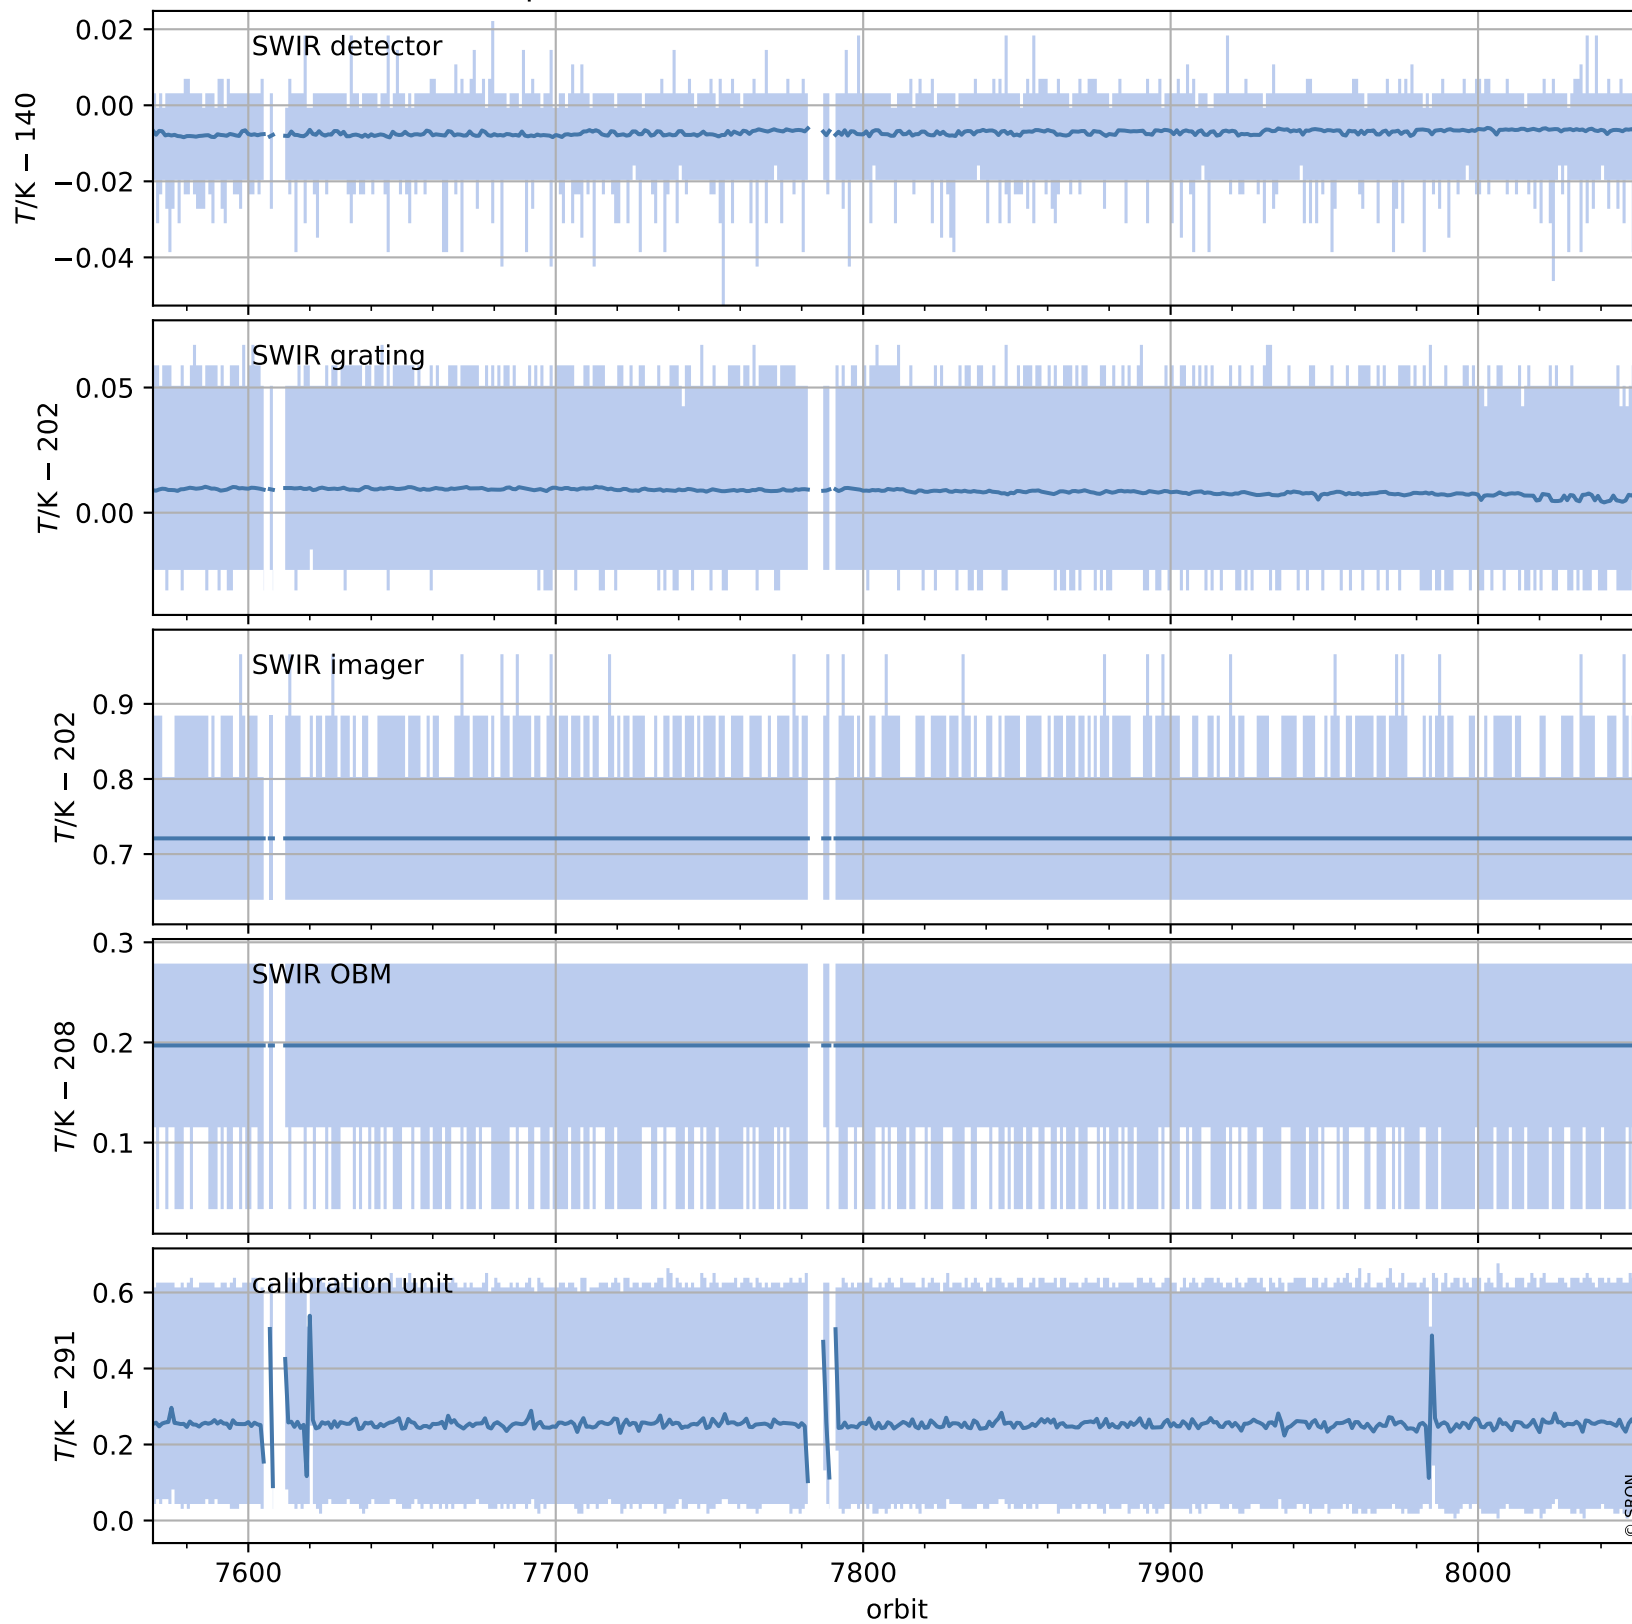 SWIR detector
0.02
0.00
−0.02
−0.04
T/K − 140
SWIR grating
0.05
0.00
T/K − 202
SWIR imager
0.9
0.8
0.7
T/K − 202
SWIR OBM
0.3
0.2
0.1
T/K − 208
calibration unit
0.6
0.4
0.2
0.0
T/K − 291
© SRON
7600 7700 7800 7900 8000
orbit